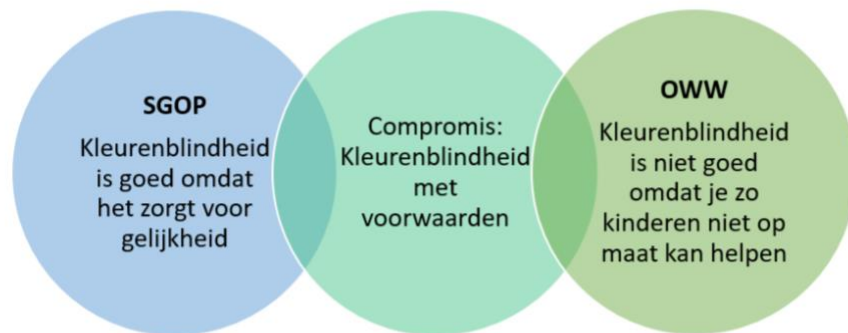 SGOP
Kleurenblindheid
is goed omdat
het zorgt voor
gelijkheid
Compromis:
Kleurenblindheid
met
voorwaarden
OWW
Kleurenblindheid
is niet goed
omdat je zo
kinderen niet op
maat kan helpen